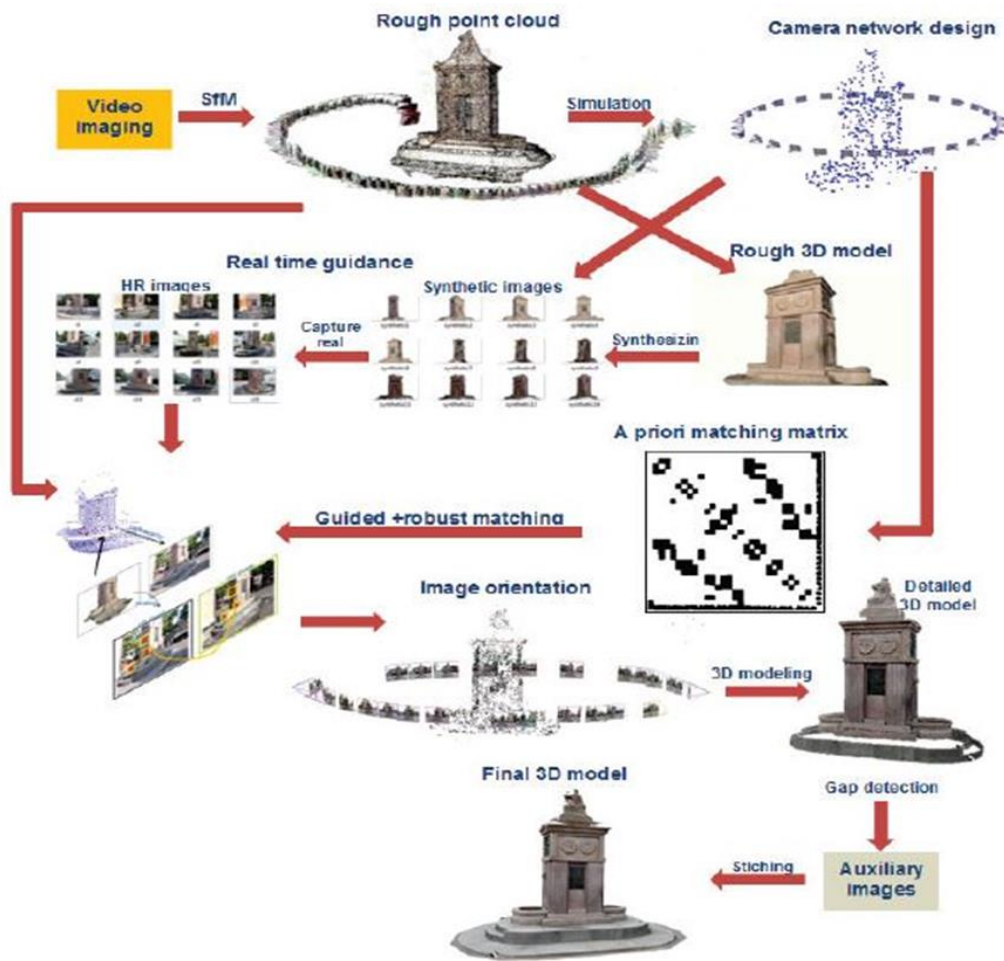 Rough point cloud
Camera network design
Video
imaging
SfM
Simulation
Rough 3D model
Real time guidance
HR images
Synthetic images
Capture
real
Synthesizin
A priori matching matrix
Guided +robust matching
Image orientation
Detailed
3D model
3D modeling
Final 3D model
Gap detection
Stiching
Auxiliary
images